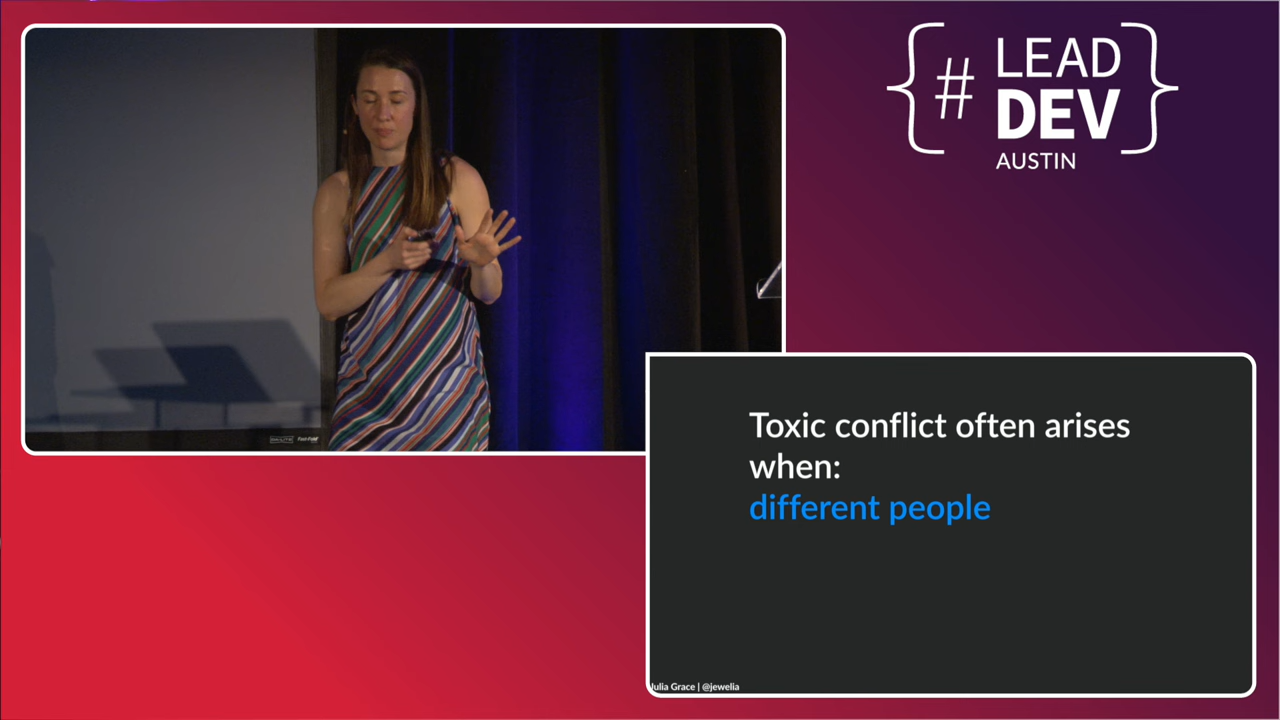 {# LEAD
DEV}
AUSTIN
Toxic conflict often arises
when:
different people
Julia Grace | @jewelia